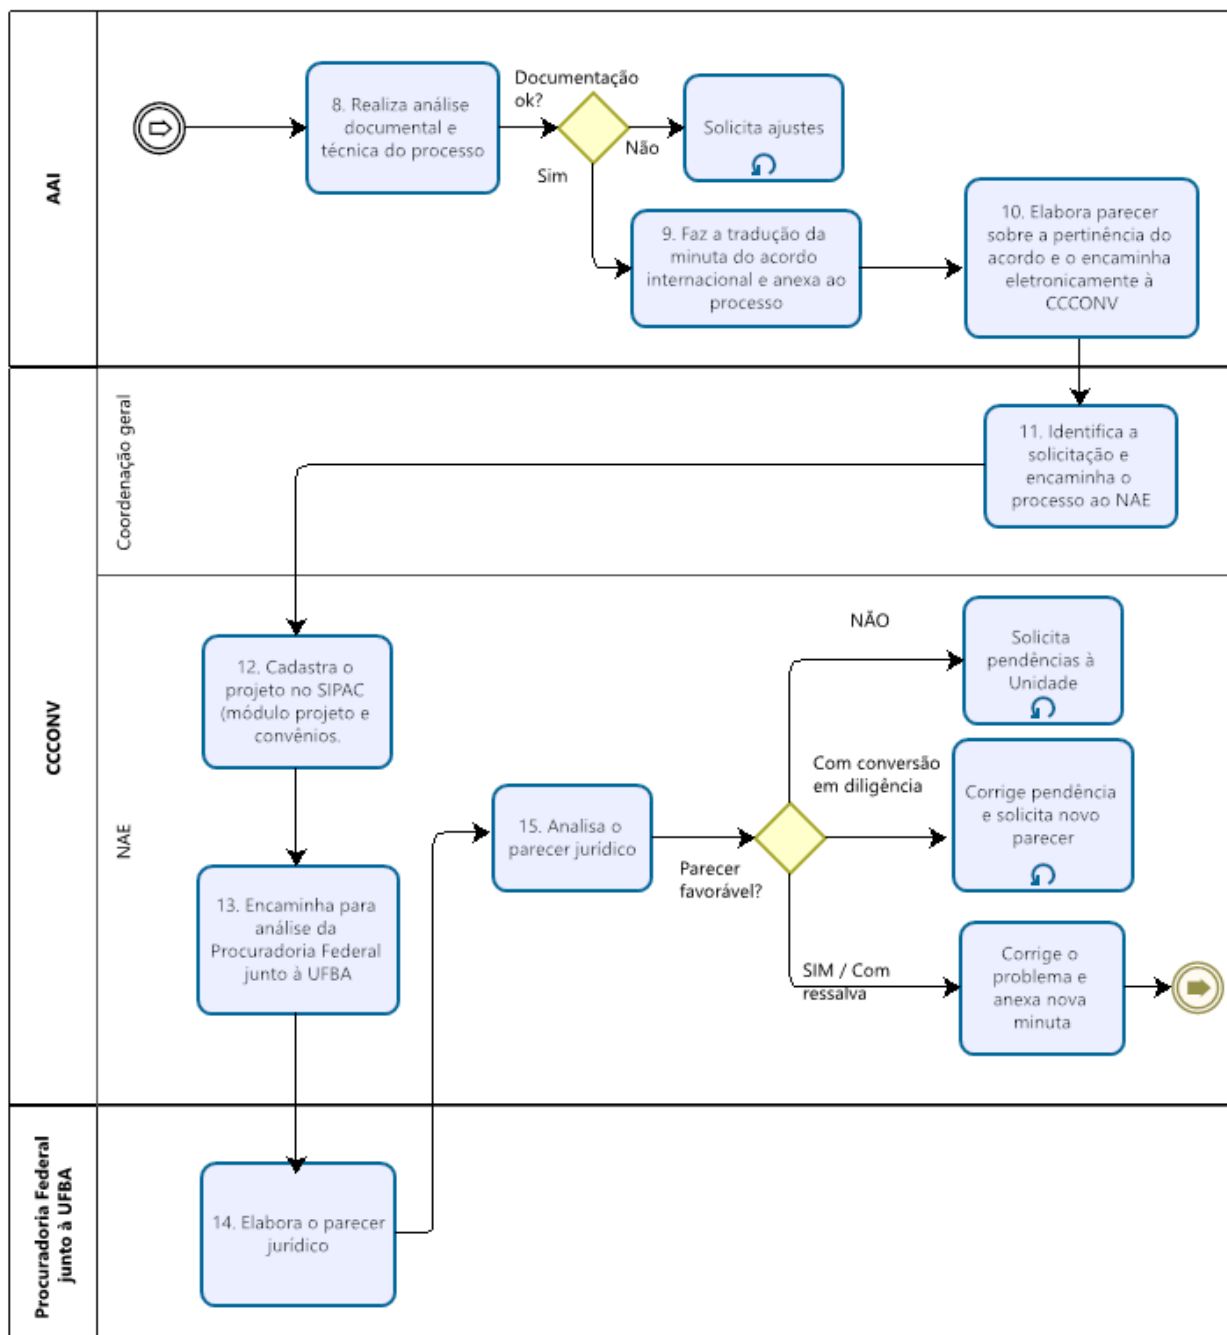 AAI
8. Realiza análise
documental e
técnica do processo
Documentação
ok?
Não
Sim
Solicita ajustes
9. Faz a tradução da
minuta do acordo
internacional e anexa ao
processo
10. Elabora parecer
sobre a pertinência do
acordo e o encaminha
eletronicamente à
CCCONV
CCCONV
Coordenação geral
11. Identifica a
solicitação e
encaminha o
processo ao NAE
NAE
12. Cadastra o
projeto no SIPAC
(módulo projeto e
convênios.
13. Encaminha para
análise da
Procuradoria Federal
junto à UFBA
15. Analisa o
parecer jurídico
Parecer
favorável?
NÃO
Solicita
pendências à
Unidade
Com conversão
em diligência
Corrige pendência
e solicita novo
parecer
SIM / Com
ressalva
Corrige o
problema e
anexa nova
minuta
Procuradoria Federal
junto à UFBA
14. Elabora o parecer
jurídico